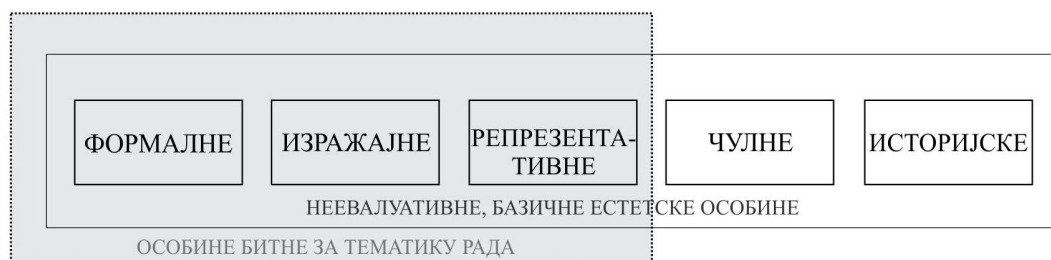 ФОРМАЛНЕ
ИЗРАЖАЈНЕ
РЕПРЕЗЕНТА-
ТИВНЕ
ЧУЛНЕ
ИСТОРИЈСКЕ
НЕЕВАЛУАТИВНЕ, БАЗИЧНЕ ЕСТЕТСКЕ ОСОБИНЕ
ОСОБИНЕ БИТНЕ ЗА ТЕМАТИКУ РАДА